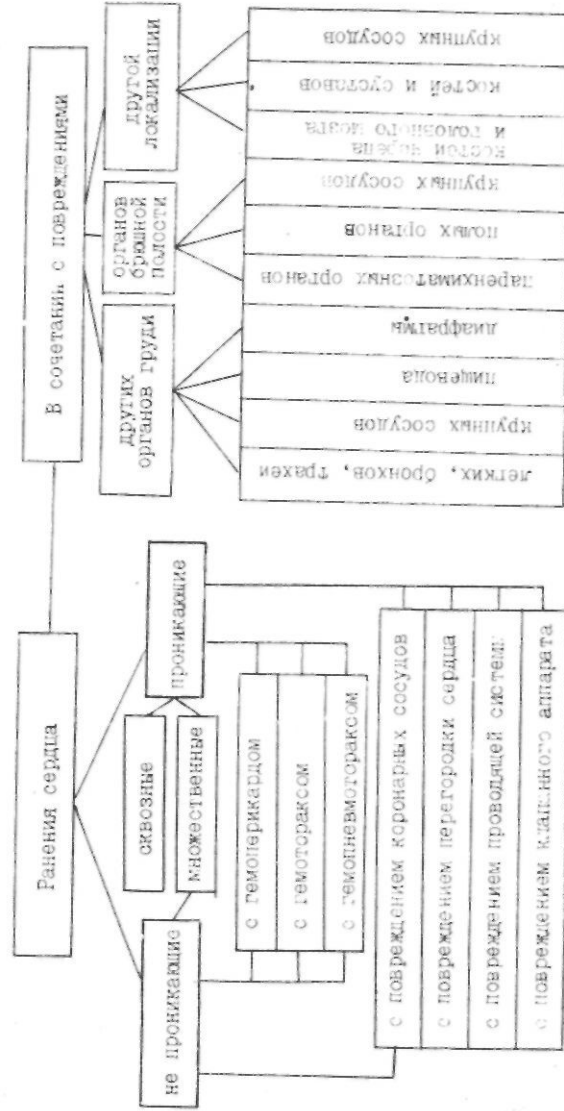 Ранения сердца
В сочетании с повреждениями
не проникающие
сквозные
множественные
проникающие
с гемоперикардом
с гемотораксом
с гемопневмотораксом
с повреждением коронарных сосудов
с повреждением перегородки сердца
с повреждением проводящей системы
с повреждением клапанного аппарата
других
органов груди
органов
брюшной
полости
другой
локализации
легких, бронхов, трахеи
крупных сосудов
пищевода
диафрагмы
паренхиматозных органов
полых органов
крупных сосудов
костей черепа
и головного мозга
костей и суставов
крупных сосудов